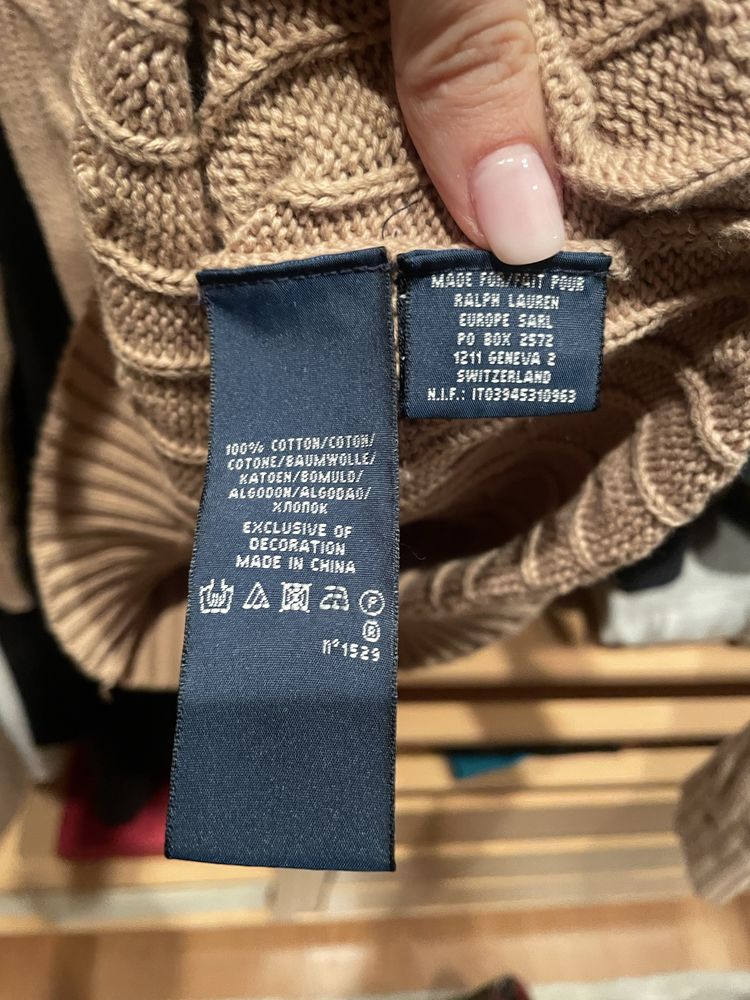 100% COTTON/COTON/
COTONE/BAUMWOLLE/
KATOEN/BOMULD/
ALGODON/ALGODAO/
ХЛОПОК
EXCLUSIVE OF
DECORATION
MADE IN CHINA
P
R
n°1529
MADE FOR/FAIT POUR
RALPH LAUREN
EUROPE SARL
PO BOX 2572
1211 GENEVA 2
SWITZERLAND
N.I.F.: IT03945310963